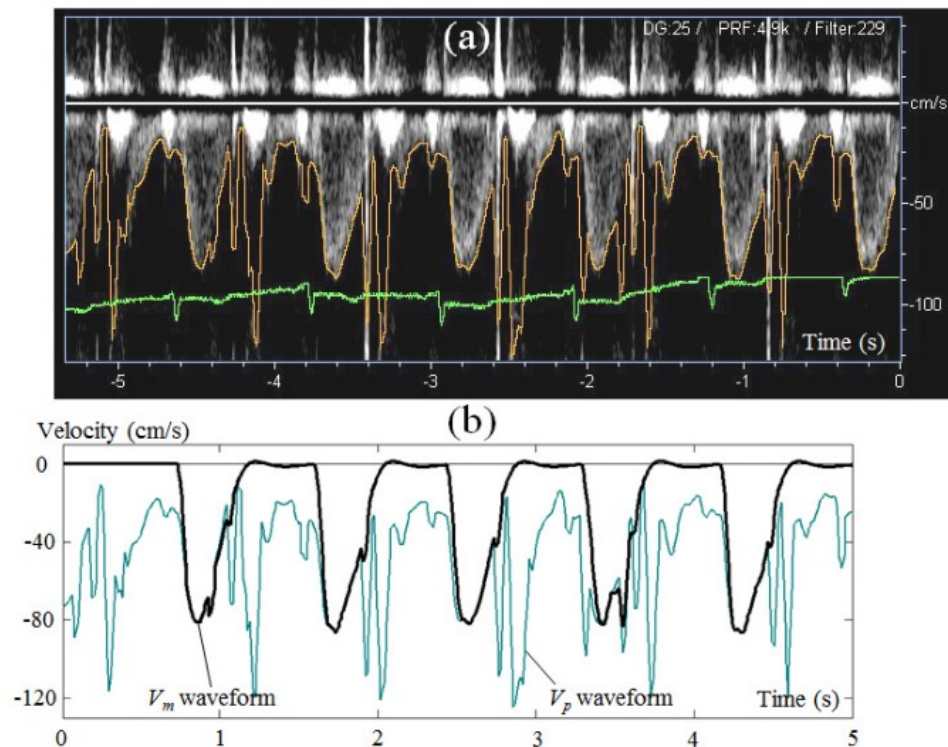 (a)
DG:25 / PRF:4.9k / Filter:229
cm/s
-50
-100
Time (s)
-5 -4 -3 -2 -1 0
(b)
Velocity (cm/s)
0
-40
-80
-120
Vm waveform
Vp waveform
Time (s)
0 1 2 3 4 5